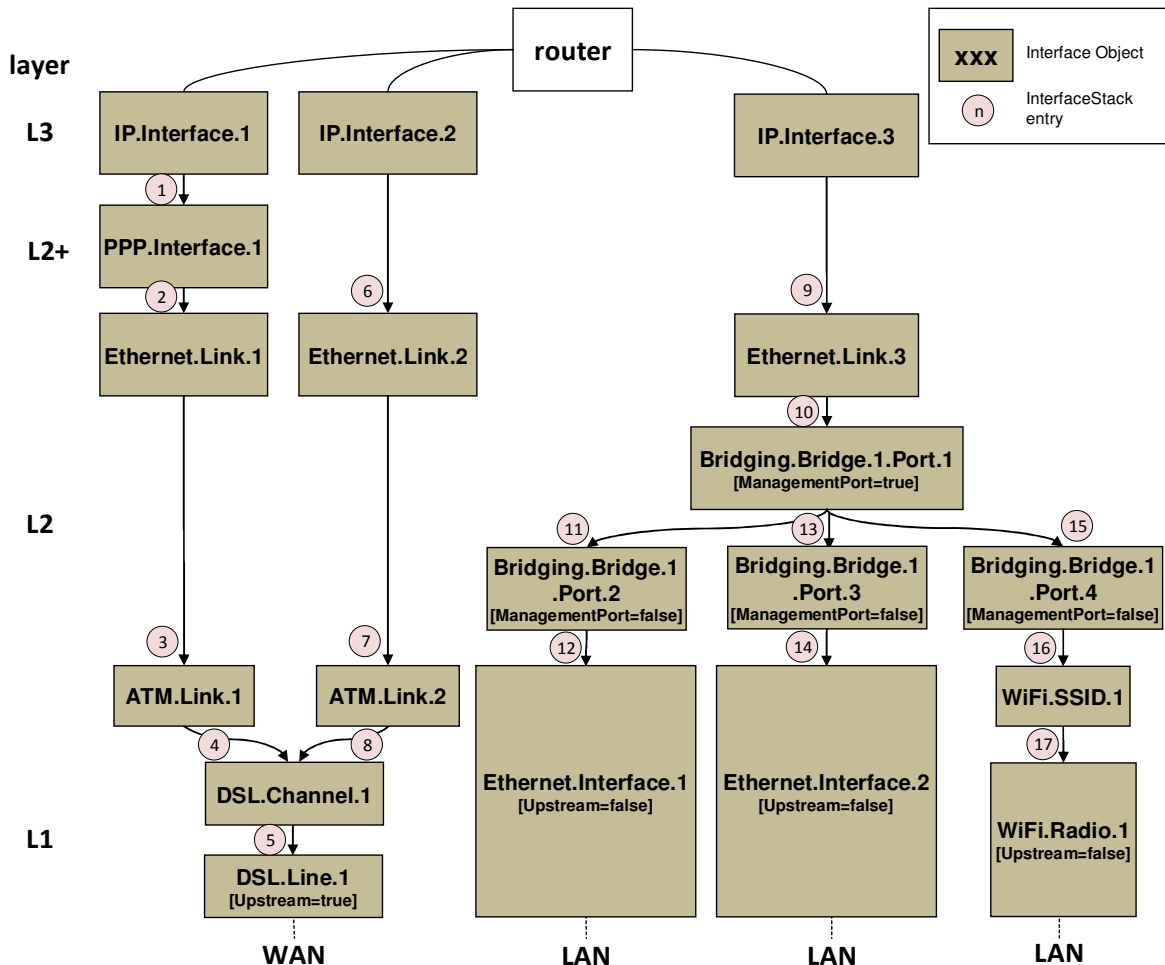 router
xxx
Interface Object
n
InterfaceStack
entry
layer
L3
IP.Interface.1
IP.Interface.2
IP.Interface.3
1
L2+
PPP.Interface.1
2
6
9
Ethernet.Link.1
Ethernet.Link.2
Ethernet.Link.3
10
Bridging.Bridge.1.Port.1
[ManagementPort=true]
L2
11
13
15
Bridging.Bridge.1
.Port.2
[ManagementPort=false]
Bridging.Bridge.1
.Port.3
[ManagementPort=false]
Bridging.Bridge.1
.Port.4
[ManagementPort=false]
3
7
12
14
16
ATM.Link.1
ATM.Link.2
WiFi.SSID.1
4
8
17
DSL.Channel.1
Ethernet.Interface.1
[Upstream=false]
Ethernet.Interface.2
[Upstream=false]
WiFi.Radio.1
[Upstream=false]
L1
5
DSL.Line.1
[Upstream=true]
WAN
LAN
LAN
LAN